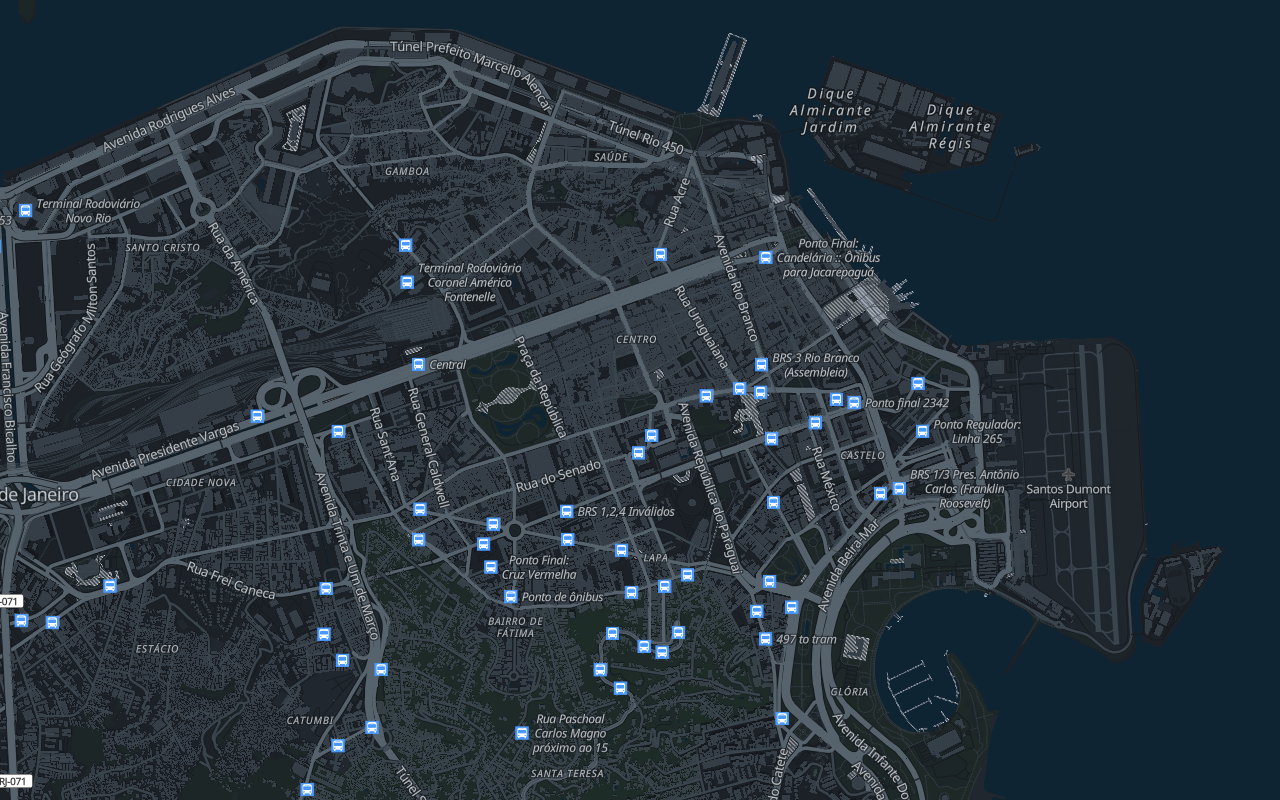 Túnel Prefeito Marcello Alencar
Avenida Rodrigues Alves
Dique
Almirante
Jardim
Dique
Almirante
Régis
Túnel Rio 450
SAÚDE
GAMBOA
Rua Acre
Terminal Rodoviário
Novo Rio
53
SANTO CRISTO
Rua da América
Ponto Final:
Candelária :: Ônibus
para Jacarepaguá
Terminal Rodoviário
Coronel Américo
Fontenelle
Avenida Rio Branco
Rua Uruguaiana
Rua Geógrafo Milton Santos
Avenida Francisco Bicalho
CENTRO
Praça da República
Central
BRS 3 Rio Branco
(Assembleia)
Ponto final 2342
Rua Sant'Ana
Rua General Caldwell
Avenida Presidente Vargas
Avenida República do Paraguai
Ponto Regulador:
Linha 265
CASTELO
Rua México
Rua do Senado
CIDADE NOVA
de Janeiro
BRS 1/3 Pres. Antônio
Carlos (Franklin
Roosevelt)
Santos Dumont
Airport
Avenida Trinta e Um de Março
BRS 1,2,4 Inválidos
Avenida Beira Mar
LAPA
Ponto Final:
Cruz Vermelha
Rua Frei Caneca
Ponto de ônibus
-071
BAIRRO DE
FÁTIMA
497 to tram
ESTÁCIO
GLÓRIA
CATUMBI
Rua Paschoal
Carlos Magno
próximo ao 15
SANTA TERESA
Avenida Infante Do
Avenida
do Catete
Túnel S
RJ-071